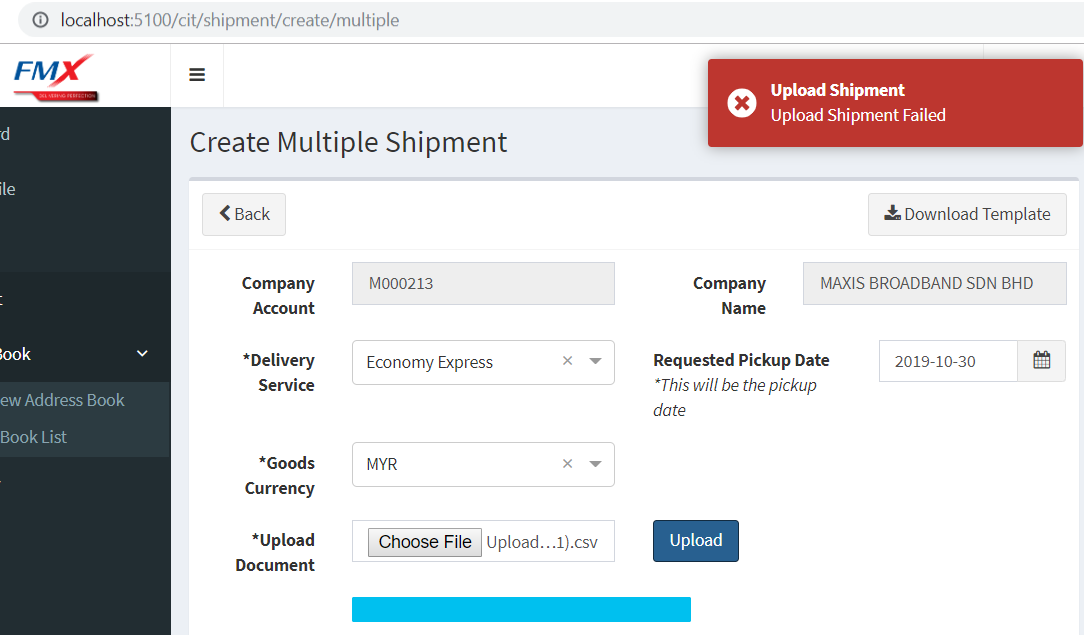 localhost:5100/cit/shipment/create/multiple
FMX
DELIVERING PERFECTION
Upload Shipment
Upload Shipment Failed
rd
ile
t
Book
ew Address Book
Book List
Create Multiple Shipment
Back
Download Template
Company
Account
M000213
Company
Name
MAXIS BROADBAND SDN BHD
*Delivery
Service
Economy Express
Requested Pickup Date
*This will be the pickup
date
2019-10-30
*Goods
Currency
MYR
*Upload
Document
Choose File Upload…1).csv
Upload